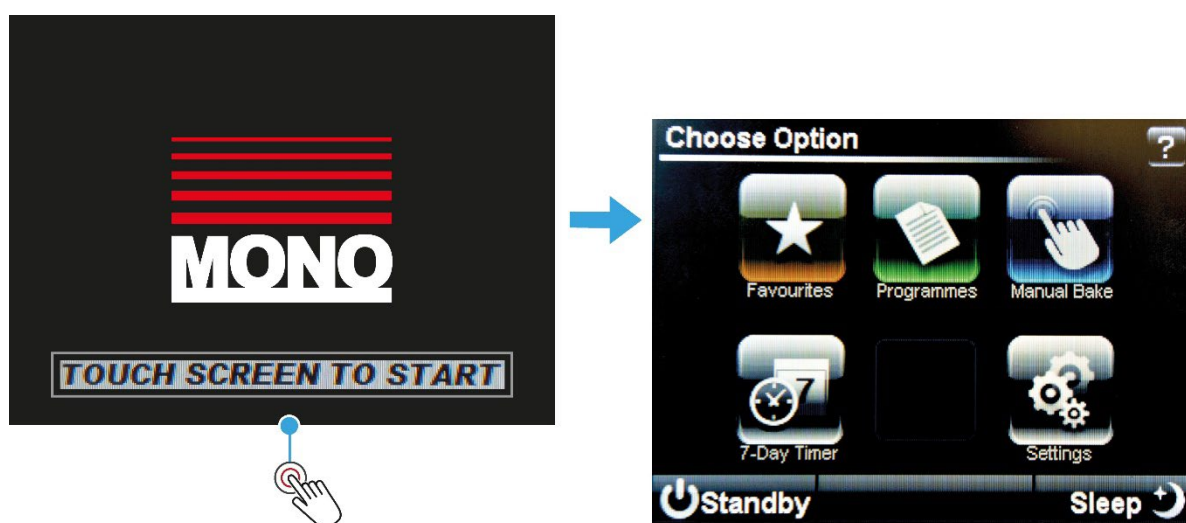 MONO
TOUCH SCREEN TO START
Choose Option
?
Favourites
Programmes
Manual Bake
7
7-Day Timer
Settings
Standby
Sleep